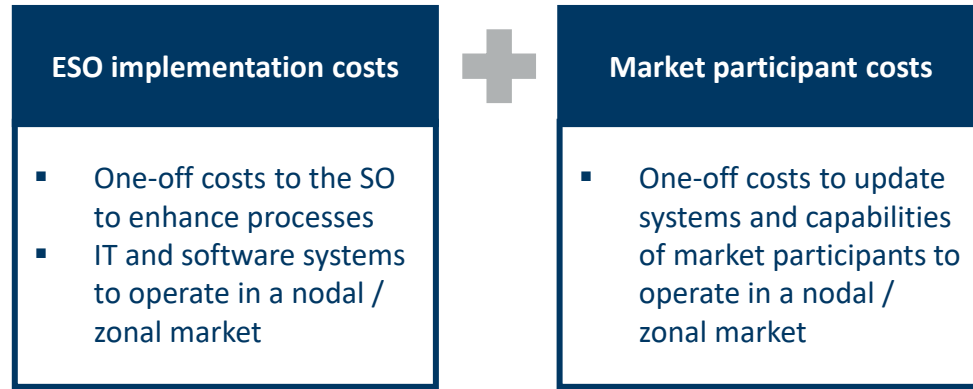 ESO implementation costs
▪ One-off costs to the SO
to enhance processes
▪ IT and software systems
to operate in a nodal /
zonal market
Market participant costs
▪ One-off costs to update
systems and capabilities
of market participants to
operate in a nodal /
zonal market